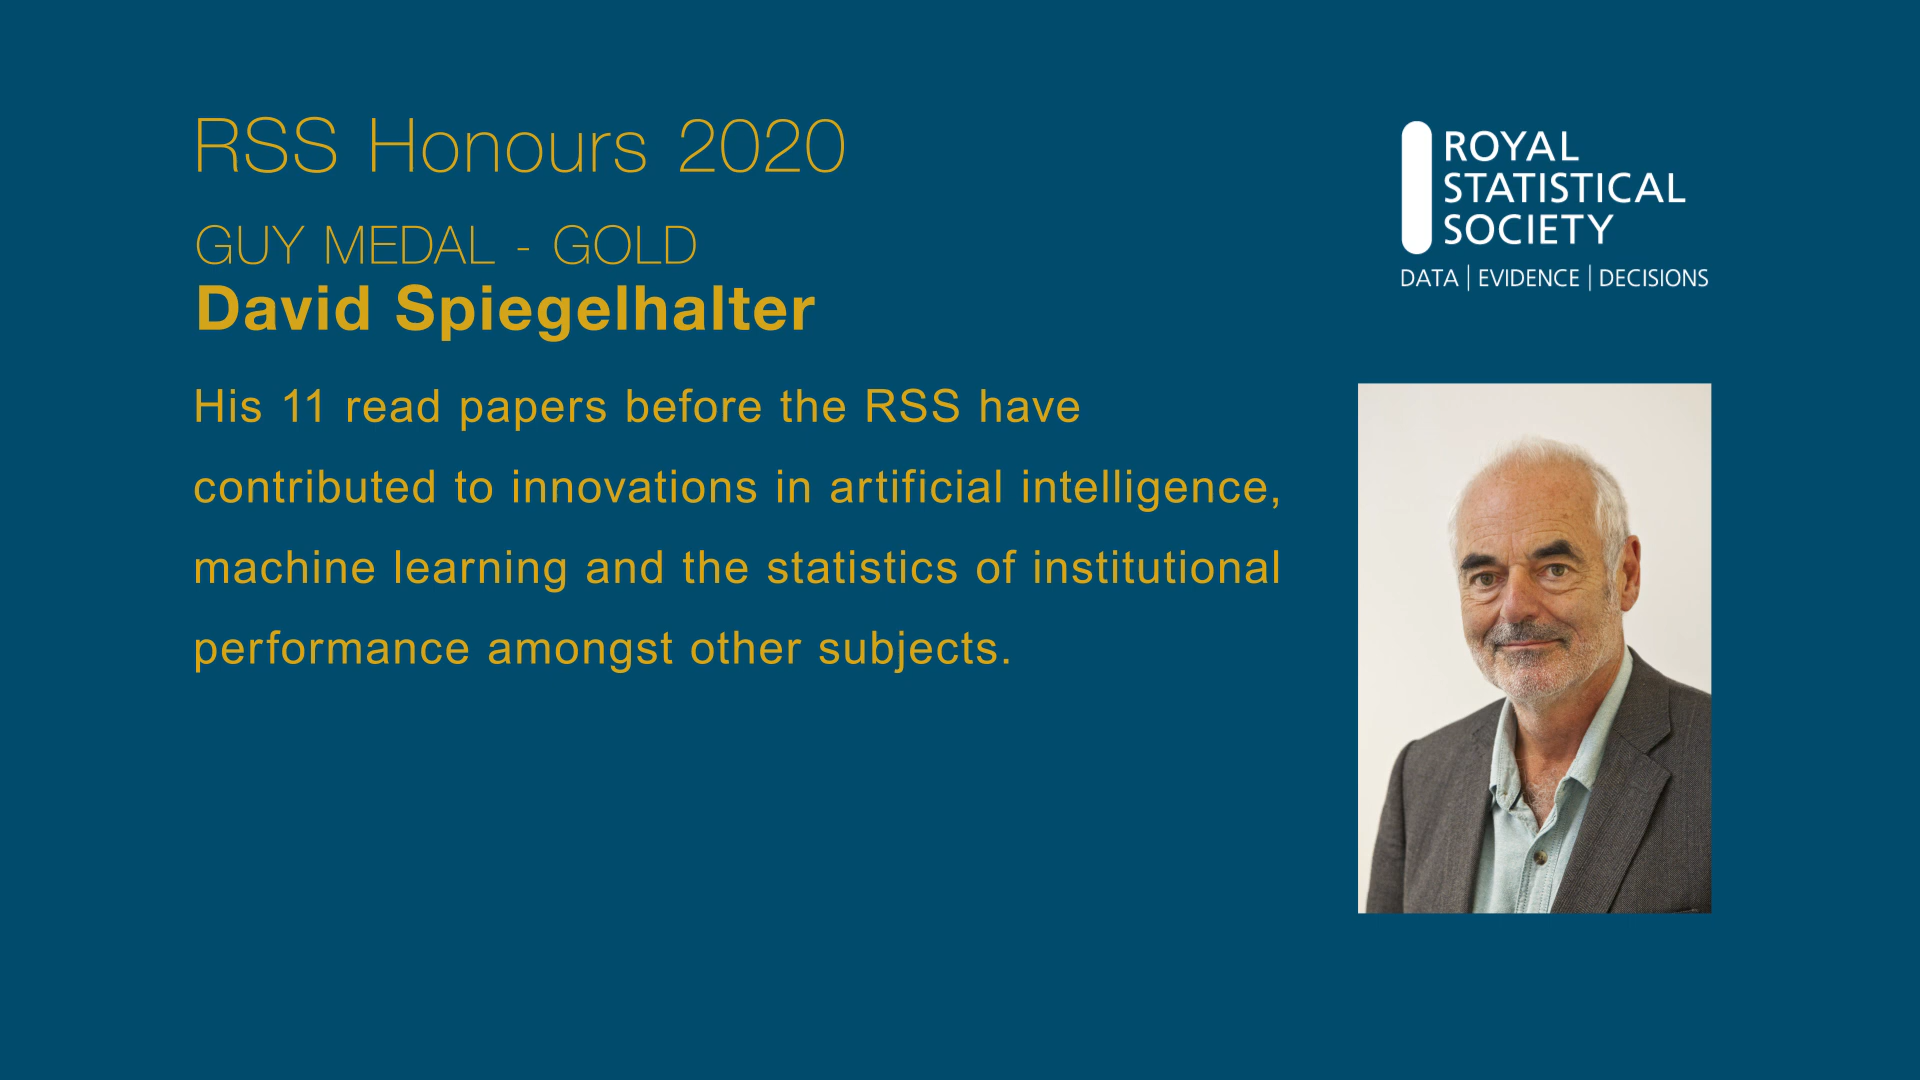 RSS Honours 2020
GUY MEDAL - GOLD
David Spiegelhalter
His 11 read papers before the RSS have
contributed to innovations in artificial intelligence,
machine learning and the statistics of institutional
performance amongst other subjects.
ROYAL
STATISTICAL
SOCIETY
DATA | EVIDENCE | DECISIONS